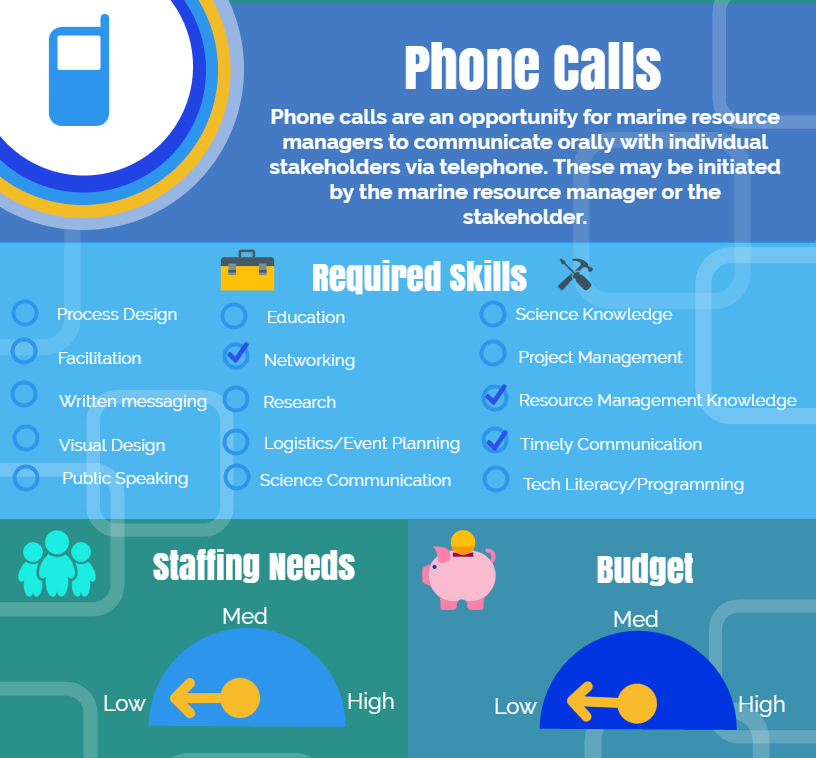 Phone Calls
Phone calls are an opportunity for marine resource
managers to communicate orally with individual
stakeholders via telephone. These may be initiated
by the marine resource manager or the
stakeholder.
Required Skills
Process Design
Facilitation
Written messaging
Visual Design
Public Speaking
Education
Networking
Research
Logistics/Event Planning
Science Communication
Science Knowledge
Project Management
Resource Management Knowledge
Timely Communication
Tech Literacy/Programming
Staffing Needs
Med
Low
High
Budget
Med
Low
High